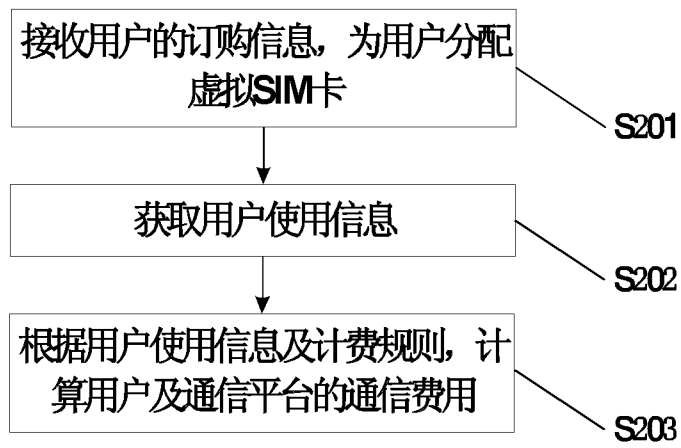 接收用户的订购信息，为用户分配
虚拟SIM卡
S201
获取用户使用信息
S202
根据用户使用信息及计费规则，计
算用户及通信平台的通信费用
S203